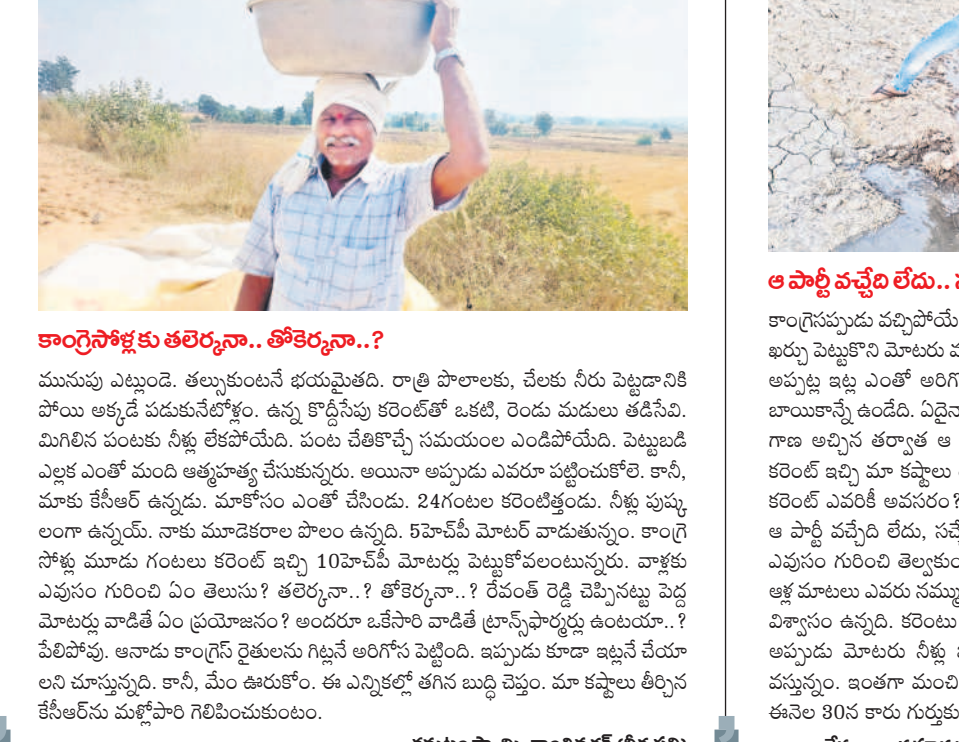 కాంగ్రెసోళ్లకు తలెర్కనా.. తోకెర్కనా..?
మునుపు ఎట్లుండె. తల్సుకుంటనే భయమైతది. రాత్రి పొలాలకు, చేలకు నీరు పెట్టడానికి
పోయి అక్కడే పడుకునేటోళ్లం. ఉన్న కొద్దీసేపు కరెంట్‌తో ఒకటి, రెండు మడులు తడిసేవి.
మిగిలిన పంటకు నీళ్లు లేకపోయేది. పంట చేతికొచ్చే సమయంల ఎండిపోయేది. పెట్టుబడి
ఎల్లక ఎంతో మంది ఆత్మహత్య చేసుకున్నరు. అయినా అప్పుడు ఎవరూ పట్టించుకోలె. కానీ,
మాకు కేసీఆర్ ఉన్నడు. మాకోసం ఎంతో చేసిండు. 24గంటల కరెంటిత్తండు. నీళ్లు పుష్క
లంగా ఉన్నయ్. నాకు మూడెకరాల పొలం ఉన్నది. 5హెచ్‌పీ మోటర్ వాడుతున్నం. కాంగ్రె
సోళ్లు మూడు గంటలు కరెంట్ ఇచ్చి 10హెచ్‌పీ మోటర్లు పెట్టుకోవలంటున్నరు. వాళ్లకు
ఎవుసం గురించి ఏం తెలుసు? తలెర్కనా..? తోకెర్కనా..? రేవంత్ రెడ్డి చెప్పినట్టు పెద్ద
మోటర్లు వాడితే ఏం ప్రయోజనం? అందరూ ఒకేసారి వాడితే ట్రాన్స్‌ఫార్మర్లు ఉంటయా..?
పేలిపోవు. ఆనాడు కాంగ్రెస్ రైతులను గిట్లనే అరిగోస పెట్టింది. ఇప్పుడు కూడా ఇట్లనే చేయా
లని చూస్తున్నది. కానీ, మేం ఊరుకోం. ఈ ఎన్నికల్లో తగిన బుద్ధి చెప్తం. మా కష్టాలు తీర్చిన
కేసీఆర్‌ను మళ్లోపారి గెలిపించుకుంటం.
ఆ పార్టీ వచ్చేది లేదు..
కాంగ్రెసప్పుడు వచ్చిపోయే
ఖర్చు పెట్టుకొని మోటరు
అప్పట్ల ఇట్ల ఎంతో
బాయికాన్నే ఉండేది. ఏదైనా
గాణ అచ్చిన తర్వాత ఆ
కరెంట్ ఇచ్చి మా కష్టాలు
కరెంట్ ఎవరికీ అవసరం?
ఆ పార్టీ వచ్చేది లేదు,
ఎవుసం గురించి
ఆళ్ల మాటలు ఎవరు
విశ్వాసం ఉన్నది. కరెంటు
అప్పుడు మోటరు నీళ్లు
వస్తున్నం. ఇంతగా మంచి
ఈనెల 30న కారు